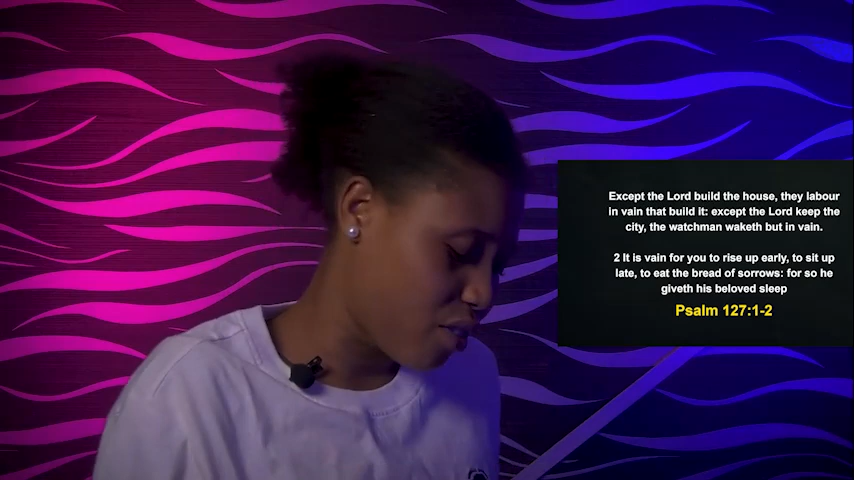 Except the Lord build the house, they labour
in vain that build it: except the Lord keep the
city, the watchman waketh but in vain.
2 It is vain for you to rise up early, to sit up
late, to eat the bread of sorrows: for so he
giveth his beloved sleep
Psalm 127:1-2